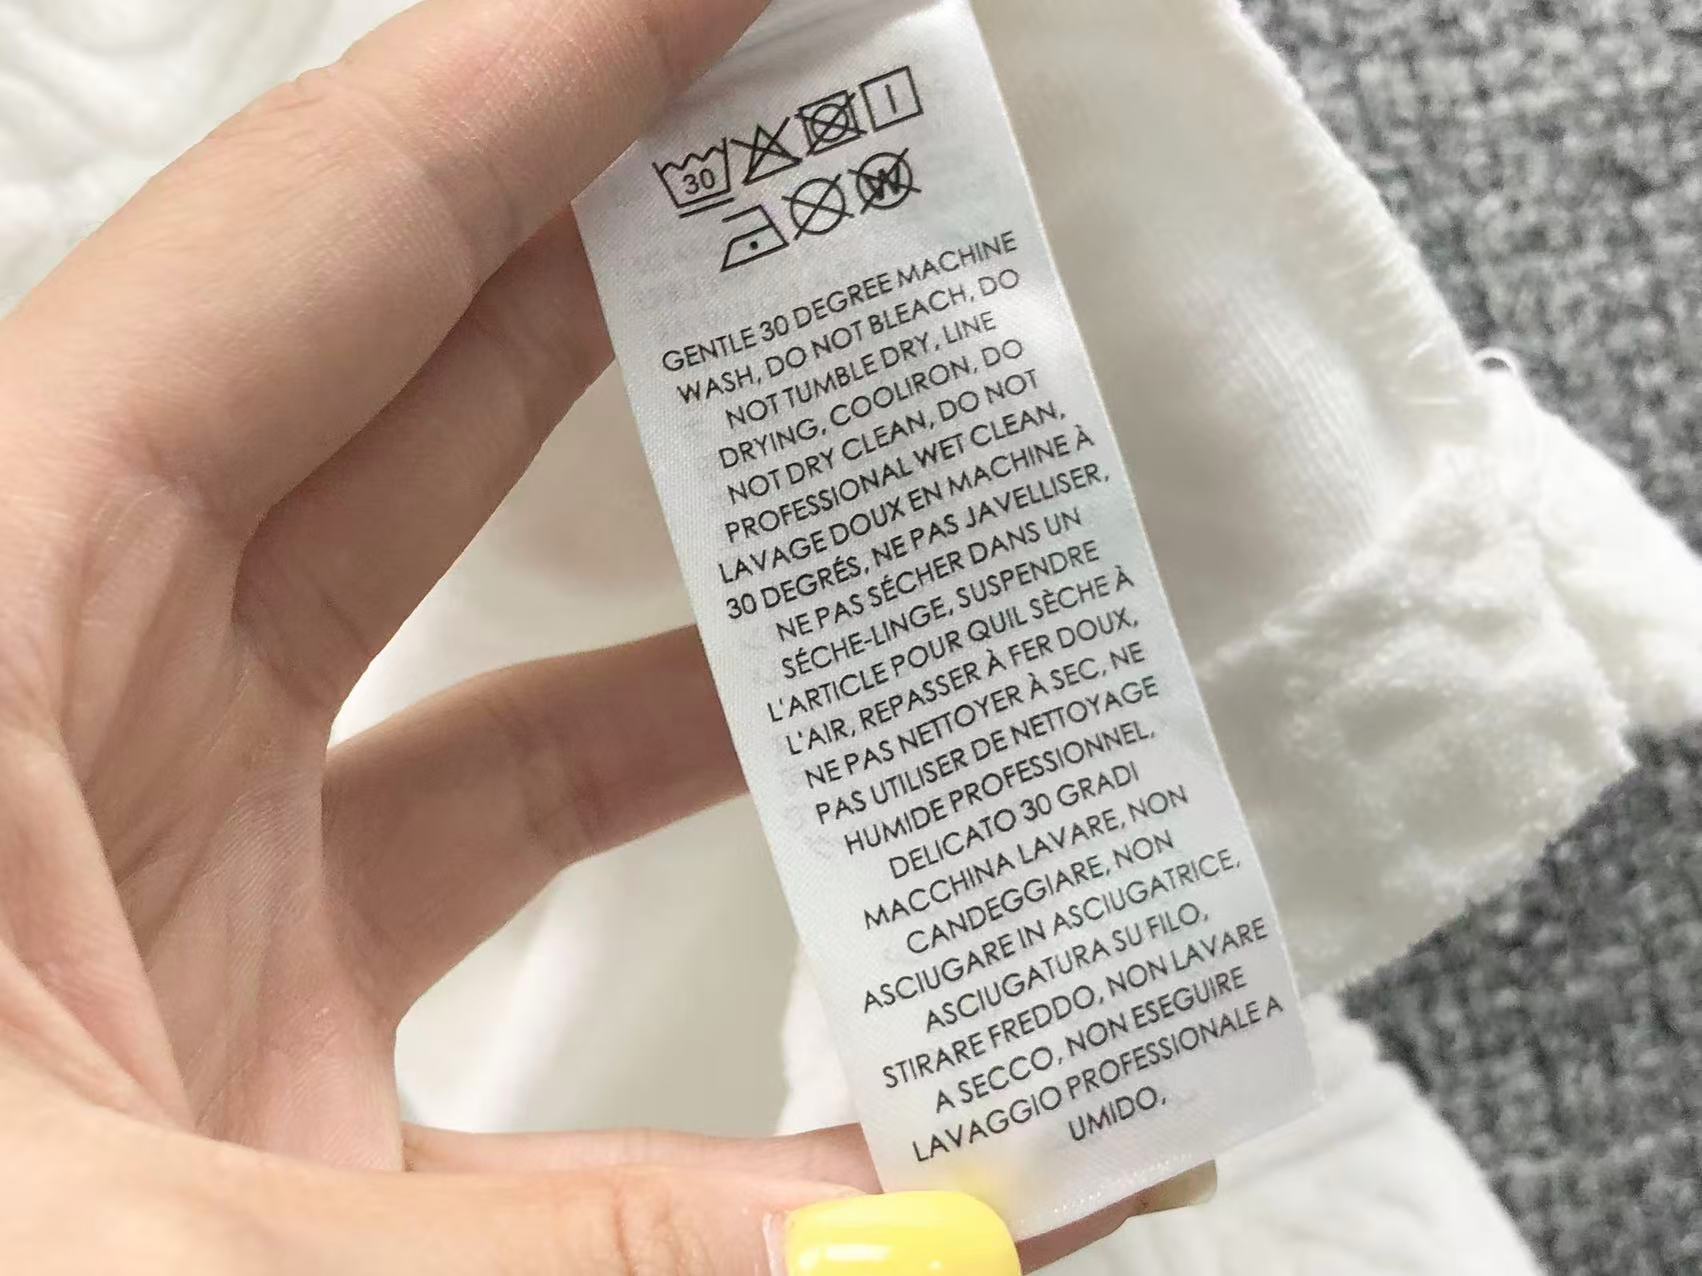 30
I
W
GENTLE 30 DEGREE MACHINE
WASH, DO NOT BLEACH, DO
NOT TUMBLE DRY, LINE
DRYING, COOLIRON, DO
NOT DRY CLEAN, DO NOT
PROFESSIONAL WET CLEAN,
LAVAGE DOUX EN MACHINE À
30 DEGRÉS, NE PAS JAVELLISER,
NE PAS SÉCHER DANS UN
SÉCHE-LINGE, SUSPENDRE
L'ARTICLE POUR QUIL SÈCHE À
L'AIR, REPASSER À FER DOUX,
NE PAS NETTOYER À SEC, NE
PAS UTILISER DE NETTOYAGE
HUMIDE PROFESSIONNEL,
DELICATO 30 GRADI
MACCHINA LAVARE, NON
CANDEGGIARE, NON
ASCIUGARE IN ASCIUGATRICE,
ASCIUGATURA SU FILO,
STIRARE FREDDO, NON LAVARE
A SECCO, NON ESEGUIRE
LAVAGGIO PROFESSIONALE A
UMIDO,